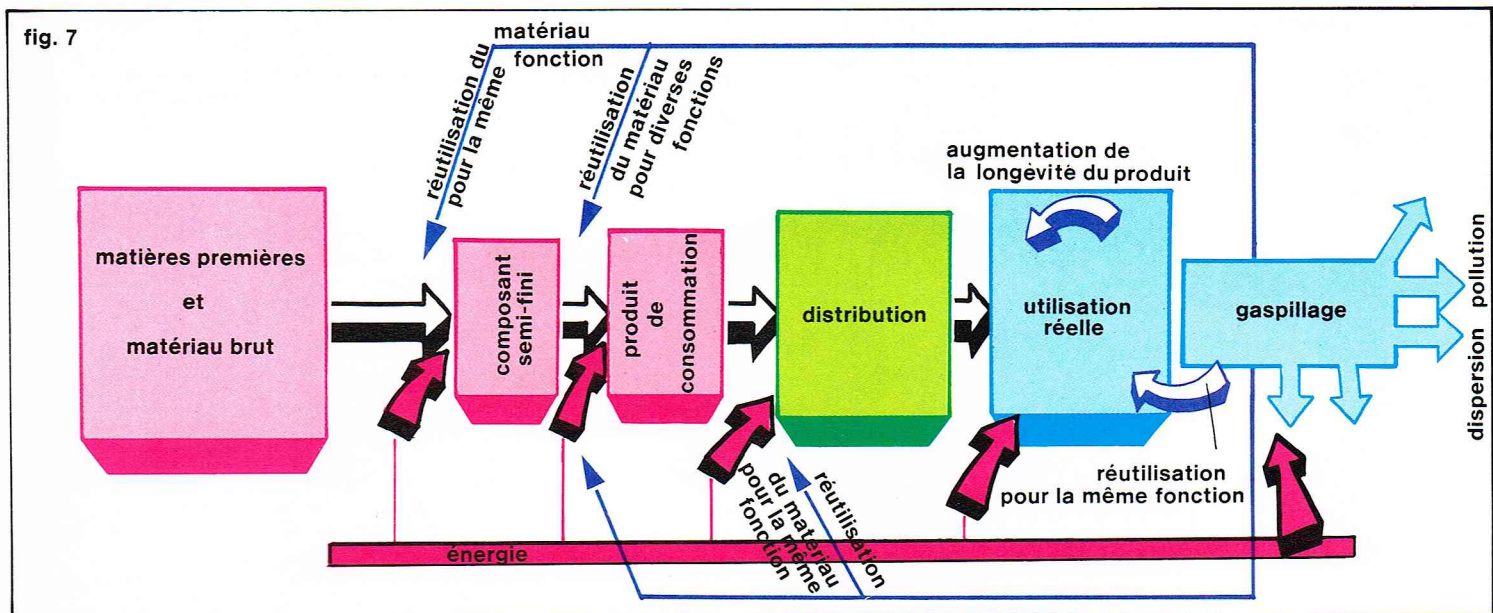 fig. 7
matériau
fonction
réutilisation du
pour la même
réutilisation
du matériau
pour diverses
fonctions
augmentation de
la longèvité du produit
matières premières
et
matériau brut
composant
semi-fini
produit
de
consommation
distribution
utilisation
réelle
gaspillage
pollution
dispersion
réutilisation
pour la même fonction
réutilisation
du materiau
pour la même
fonction
énergie